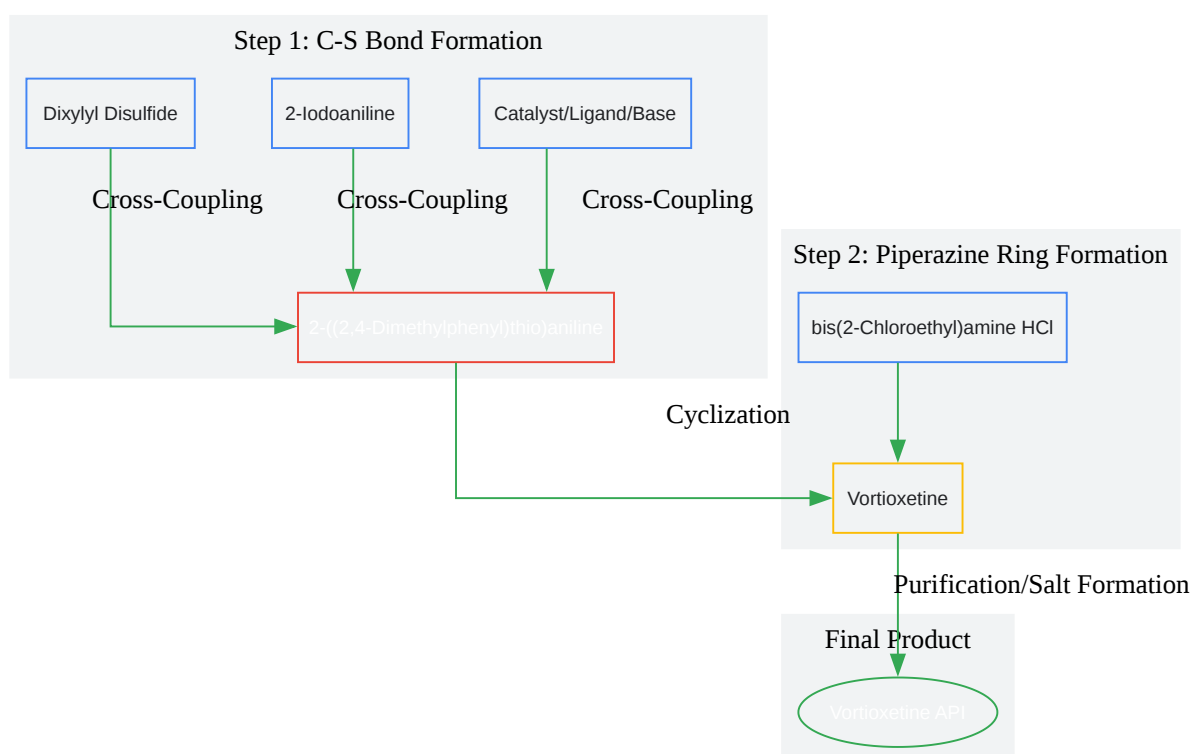 Step 1: C-S Bond Formation
Dixylyl Disulfide
2-Iodoaniline
Catalyst/Ligand/Base
Cross-Coupling
Cross-Coupling
Cross-Coupling
2-((2,4-Dimethylphenyl)thio)aniline
Step 2: Piperazine Ring Formation
bis(2-Chloroethyl)amine HCl
Cyclization
Vortioxetine
Purification/Salt Formation
Final Product
Vortioxetine API